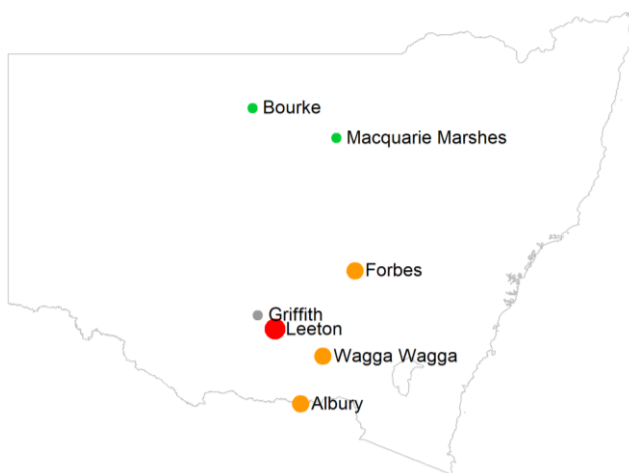 Bourke
Macquarie Marshes
Forbes
Griffith
Leeton
Wagga Wagga
Albury